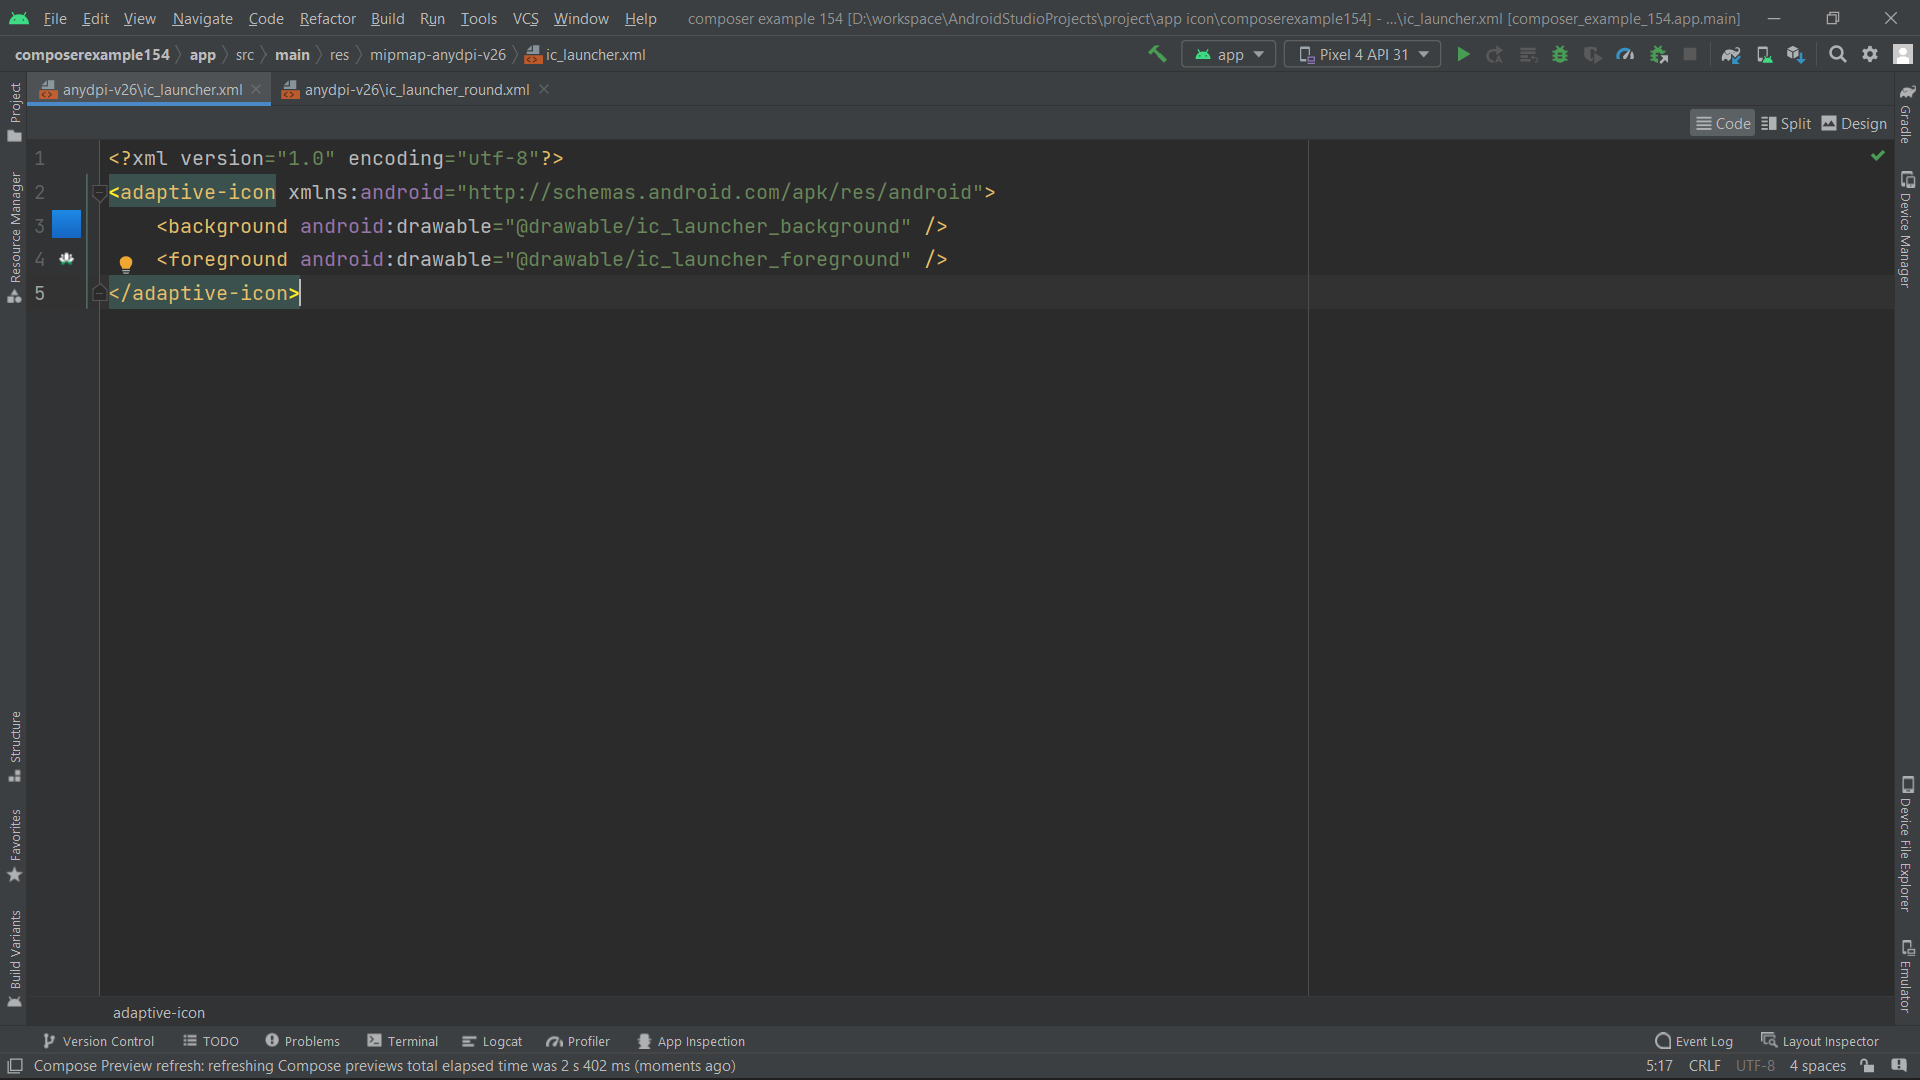 File Edit View Navigate Code Refactor Build Run Tools VCS Window Help composer example 154 [D:\workspace\AndroidStudioProjects\project\app icon\composerexample154] - ...\ic_launcher.xml [composer_example_154.app.main]
composerexample154 app src main res mipmap-anydpi-v26 ic_launcher.xml app Pixel 4 API 31
anydpi-v26\ic_launcher.xml anydpi-v26\ic_launcher_round.xml
Code Split Design
1 <?xml version="1.0" encoding="utf-8"?>
2 <adaptive-icon xmlns:android="http://schemas.android.com/apk/res/android">
3 <background android:drawable="@drawable/ic_launcher_background" />
4 <foreground android:drawable="@drawable/ic_launcher_foreground" />
5 </adaptive-icon>
Project
Resource Manager
Structure
Favorites
Build Variants
Gradle
Device Manager
Device File Explorer
Emulator
adaptive-icon
Version Control TODO Problems Terminal Logcat Profiler App Inspection Event Log Layout Inspector
Compose Preview refresh: refreshing Compose previews total elapsed time was 2 s 402 ms (moments ago) 5:17 CRLF UTF-8 4 spaces